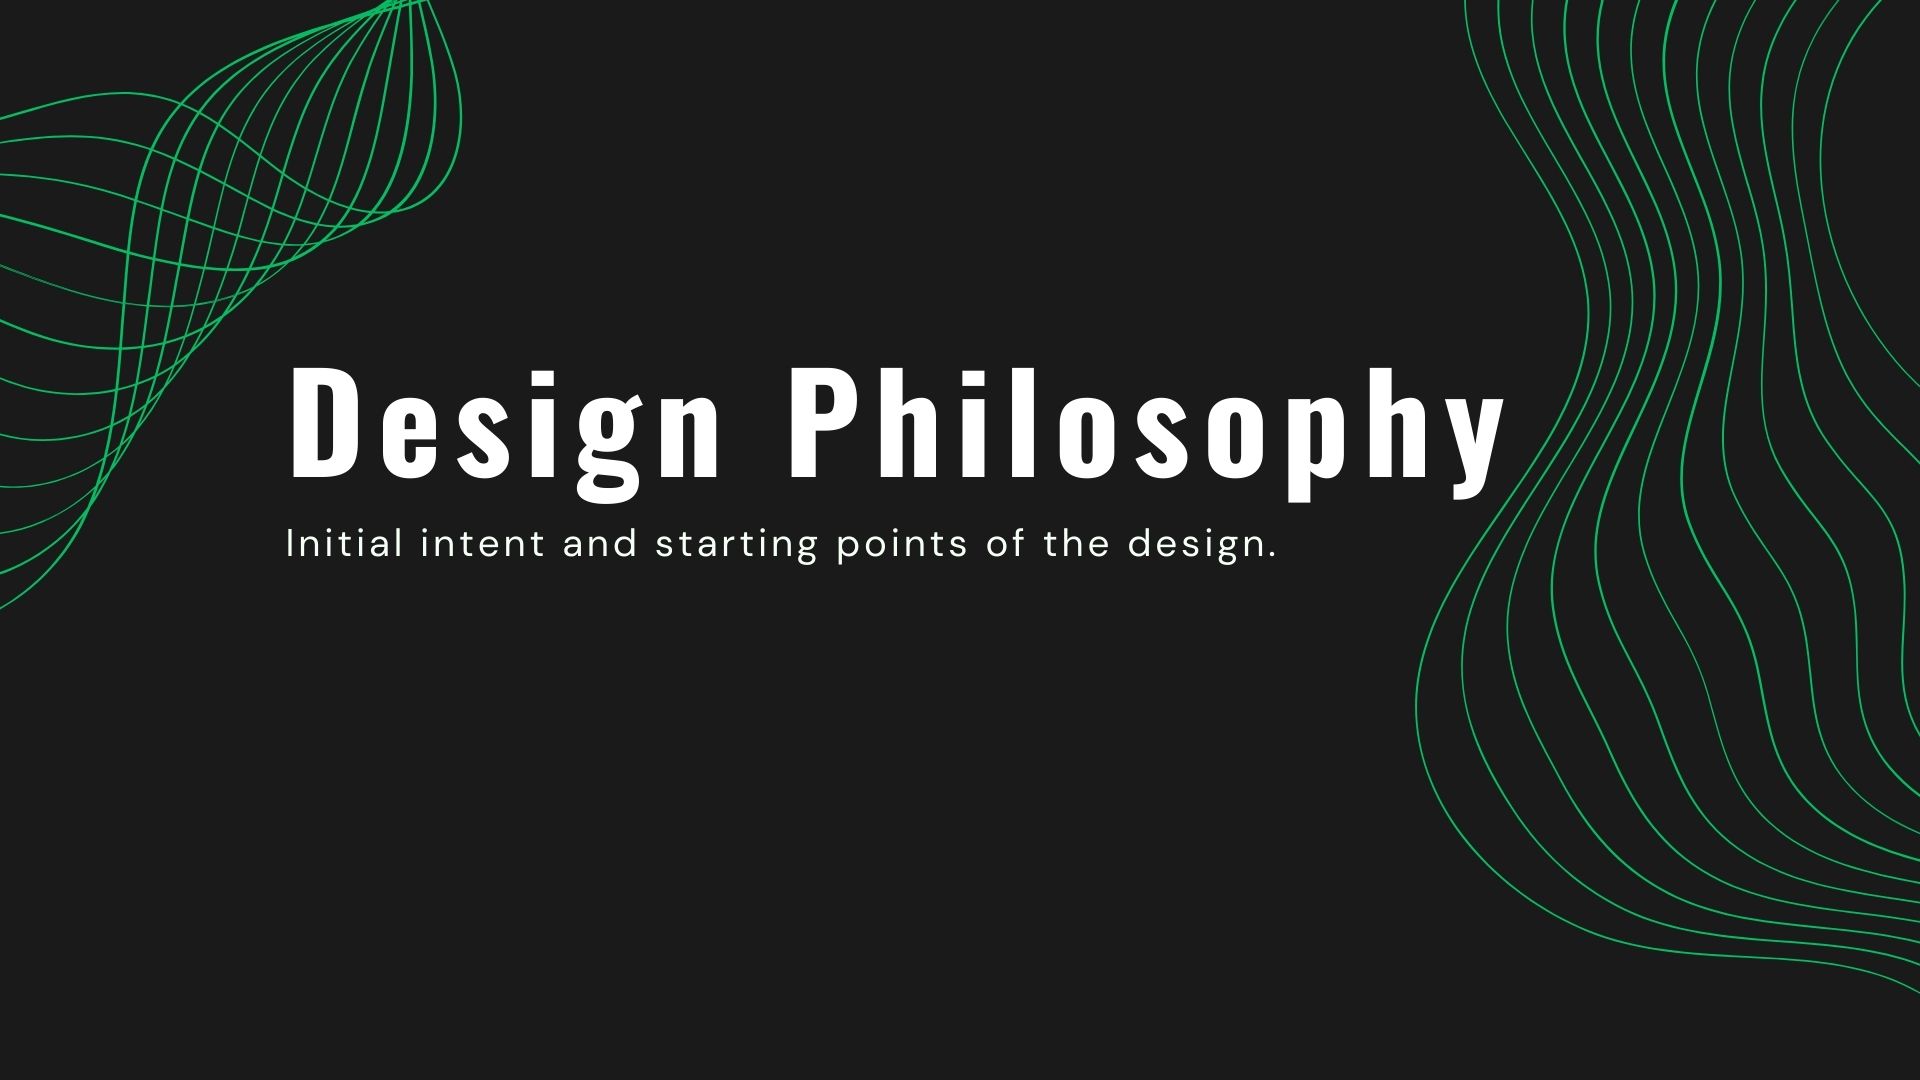 Design Philosophy
Initial intent and starting points of the design.